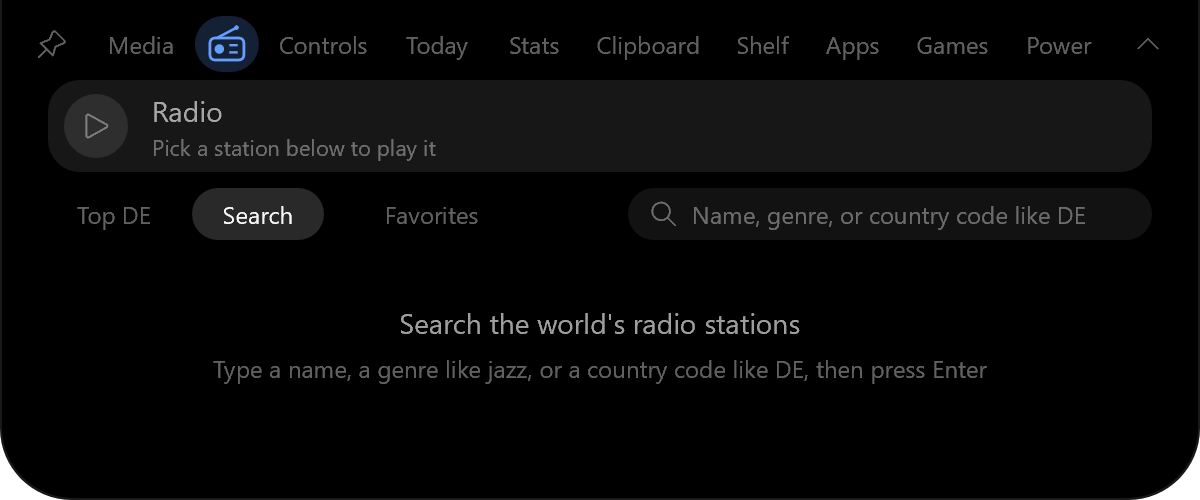 Media Controls Today Stats Clipboard Shelf Apps Games Power
Radio
Pick a station below to play it
Top DE Search Favorites Name, genre, or country code like DE
Search the world's radio stations
Type a name, a genre like jazz, or a country code like DE, then press Enter